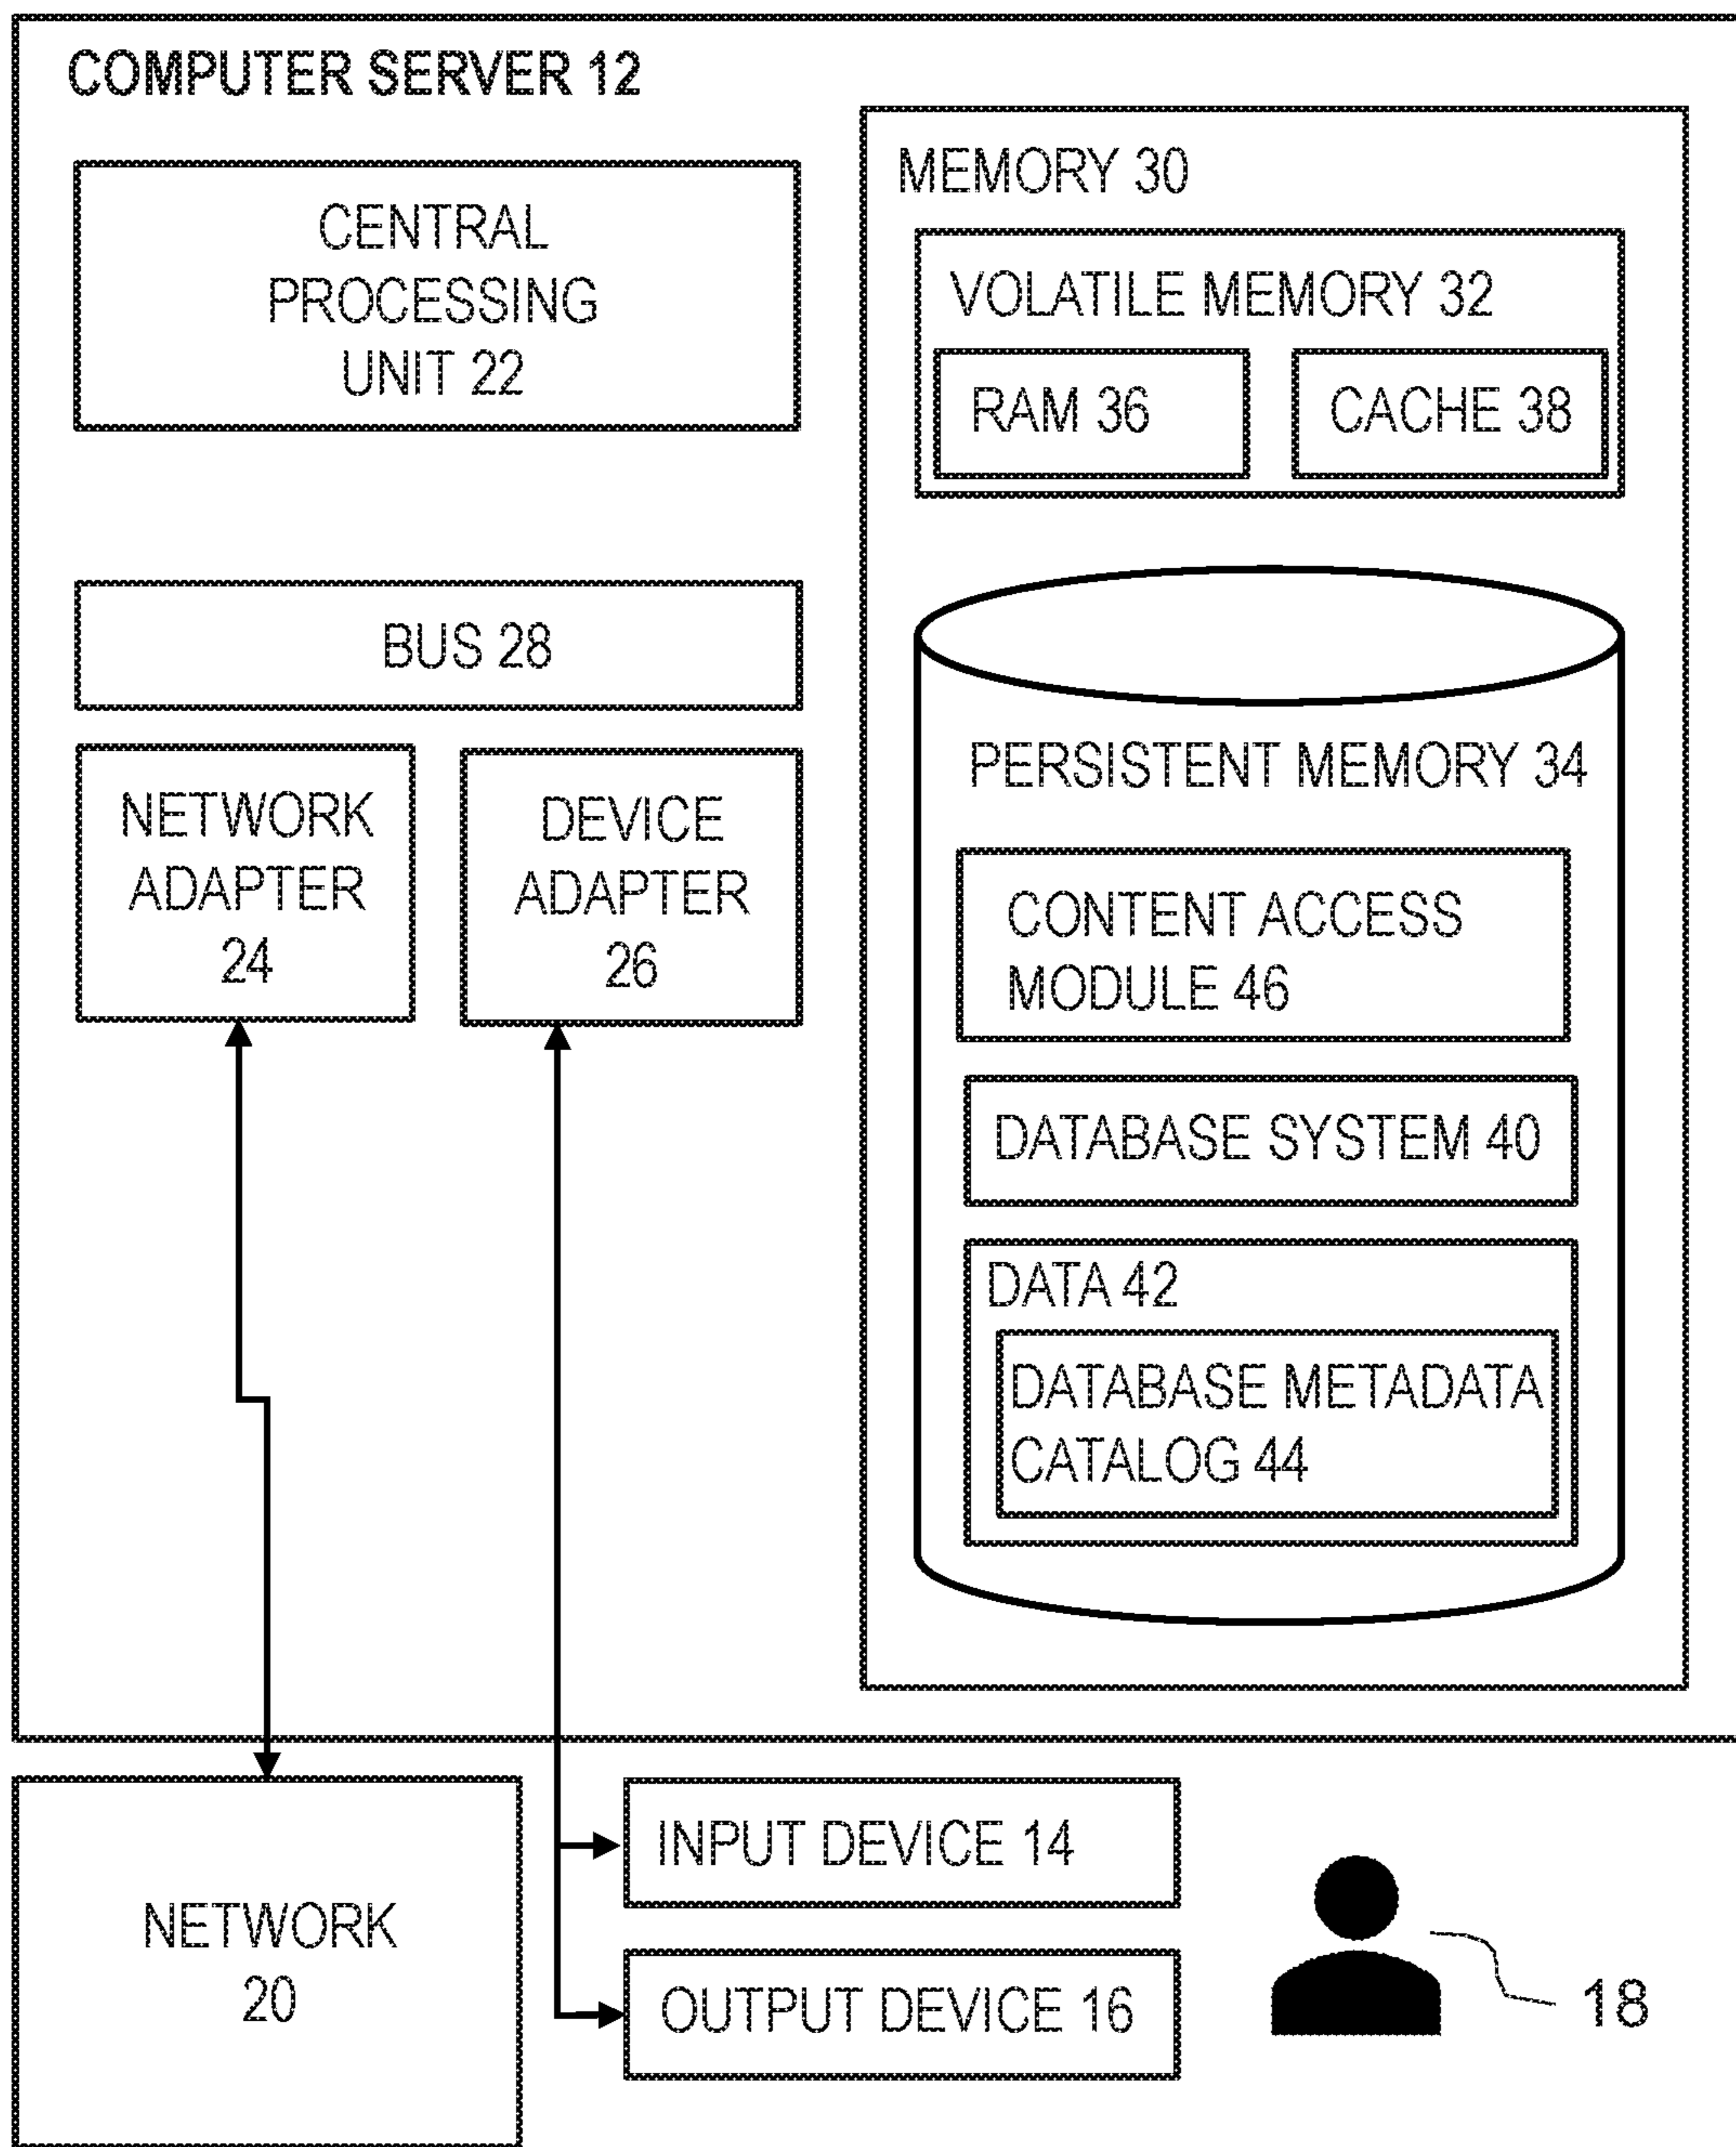 COMPUTER SERVER 12
CENTRAL
PROCESSING
UNIT 22
BUS 28
NETWORK
ADAPTER
24
DEVICE
ADAPTER
26
MEMORY 30
VOLATILE MEMORY 32
RAM 36
CACHE 38
PERSISTENT MEMORY 34
CONTENT ACCESS
MODULE 46
DATABASE SYSTEM 40
DATA 42
DATABASE METADATA
CATALOG 44
NETWORK
20
INPUT DEVICE 14
OUTPUT DEVICE 16
18